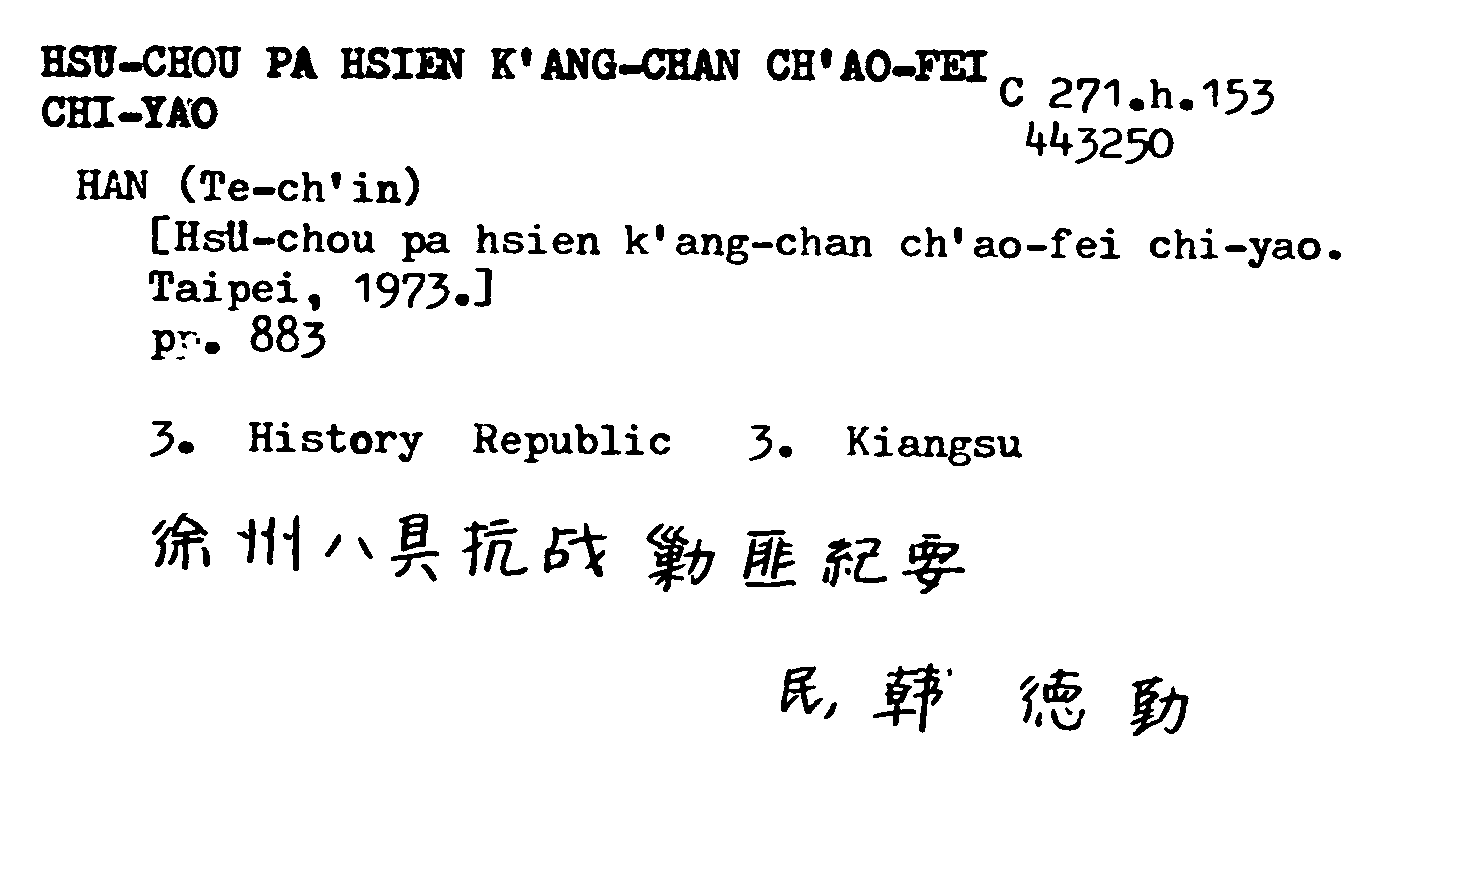 HSU-CHOU PA HSIEN K'ANG-CHAN CH'AO-FEI
CHI-YAO
C 271.h.153
443250
HAN (Te-ch'in)
[Hsü-chou pa hsien k'ang-chan ch'ao-fei chi-yao.
Taipei, 1973.]
pp. 883
3. History Republic 3. Kiangsu
徐州八具抗战勦匪紀要
民, 韩德勤